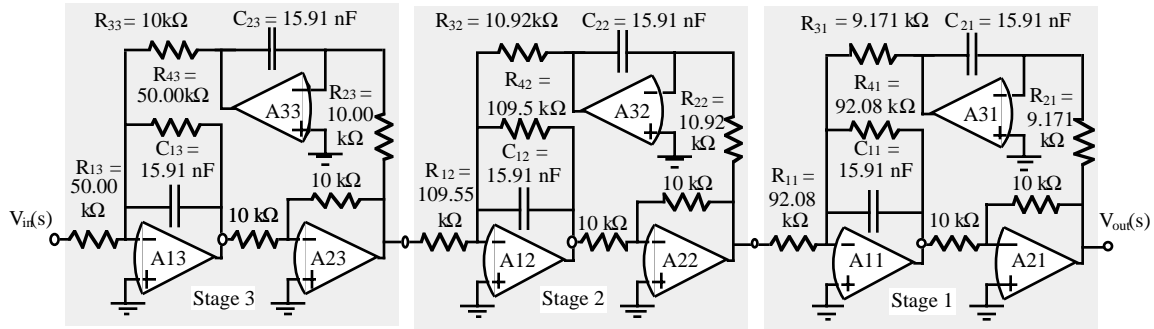 R33 = 10kΩ
C23 = 15.91 nF
R43 =
50.00kΩ
A33
R23 =
10.00
kΩ
C13 =
15.91 nF
R13 =
50.00
kΩ
10 kΩ
Vin(s)
10 kΩ
A13
A23
Stage 3
R32 = 10.92kΩ
C22 = 15.91 nF
R42 =
109.5 kΩ
A32
R22 =
10.92
kΩ
C12 =
15.91 nF
R12 =
109.55
kΩ
10 kΩ
10 kΩ
A12
A22
Stage 2
R31 = 9.171 kΩ
C21 = 15.91 nF
R41 =
92.08 kΩ
A31
R21 =
9.171
kΩ
C11 =
15.91 nF
R11 =
92.08
kΩ
10 kΩ
10 kΩ
Vout(s)
A11
A21
Stage 1